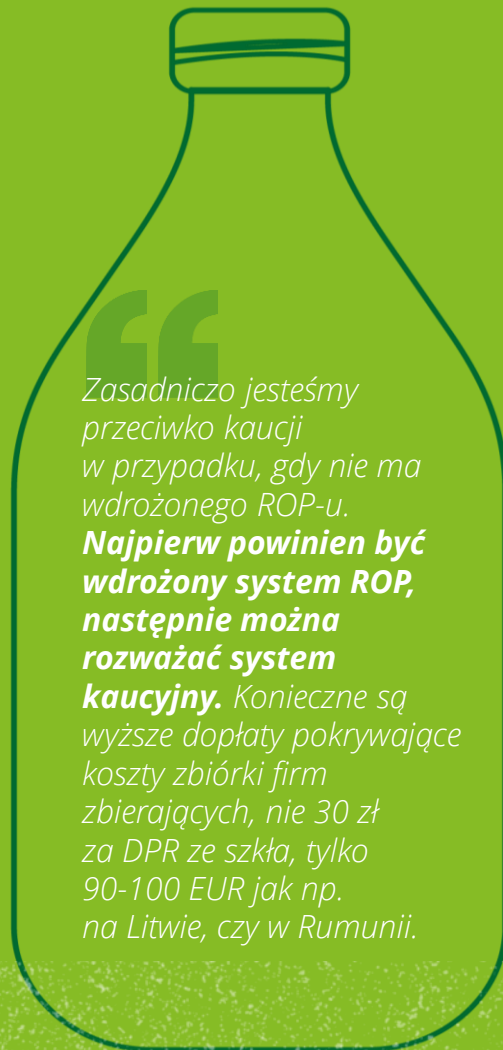 Zasadniczo jesteśmy
przeciwko kaucji
w przypadku, gdy nie ma
wdrożonego ROP-u.
Najpierw powinien być
wdrożony system ROP,
następnie można
rozważać system
kaucyjny. Konieczne są
wyższe dopłaty pokrywające
koszty zbiórki firm
zbierających, nie 30 zł
za DPR ze szkła, tylko
90-100 EUR jak np.
na Litwie, czy w Rumunii.